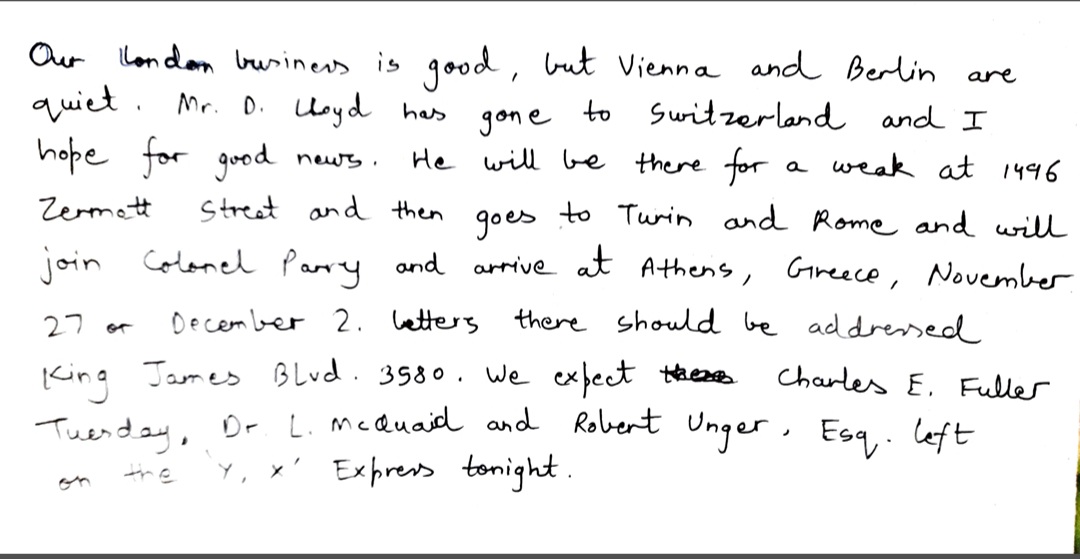 Our London business is good, but Vienna and Berlin are
quiet. Mr. D. Lloyd has gone to Switzerland and I
hope for good news. He will be there for a weak at 1496
Zermott Street and then goes to Turin and Rome and will
join Colonel Parry and arrive at Athens, Greece, November
27 or December 2. Letters there should be addressed
King James Blvd. 3580. We expect Charles E. Fuller
Tuesday, Dr L. McQuaid and Robert Unger, Esq. left
on the 'Y, X' Express tonight.